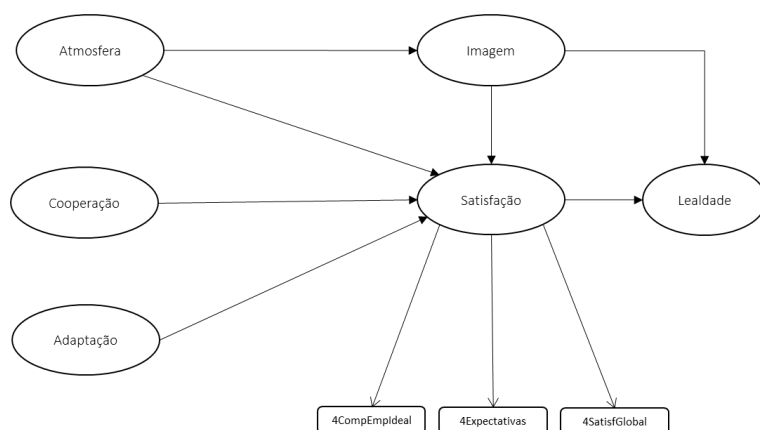 Atmosfera
Imagem
Cooperação
Satisfação
Lealdade
Adaptação
4CompEmpIdeal
4Expectativas
4SatisfGlobal